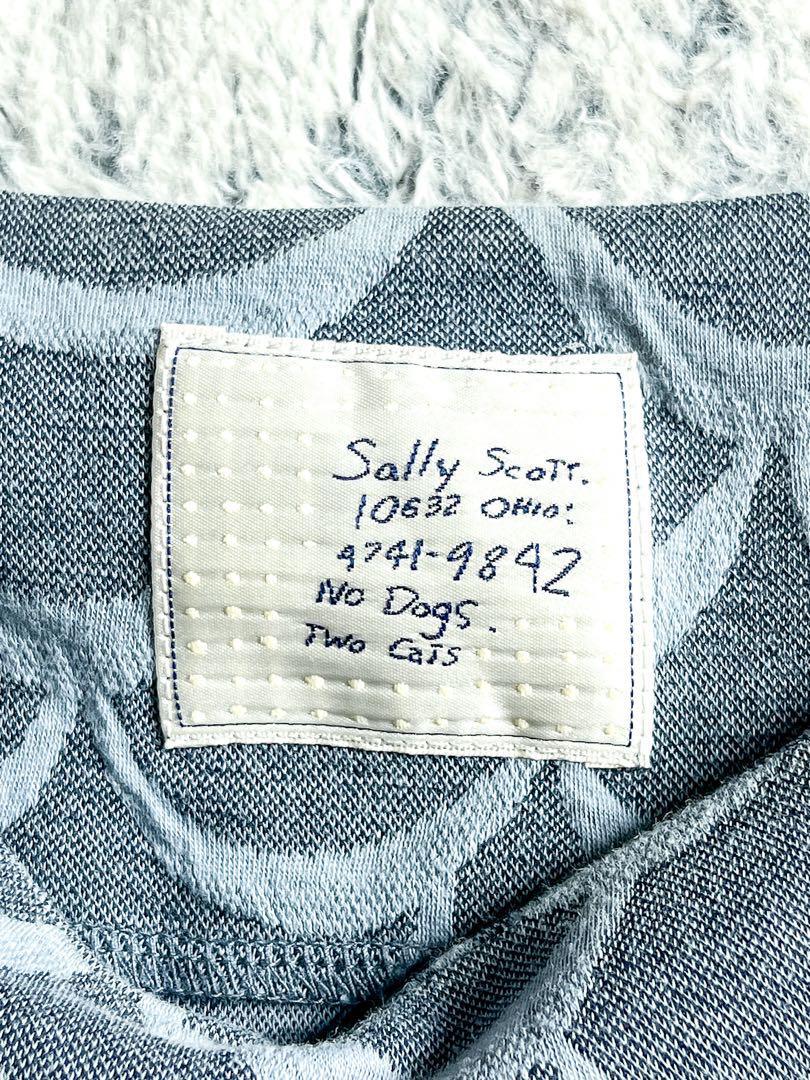 Sally Scott.
10632 OHIO:
4741-9842
No Dogs.
Two Cats